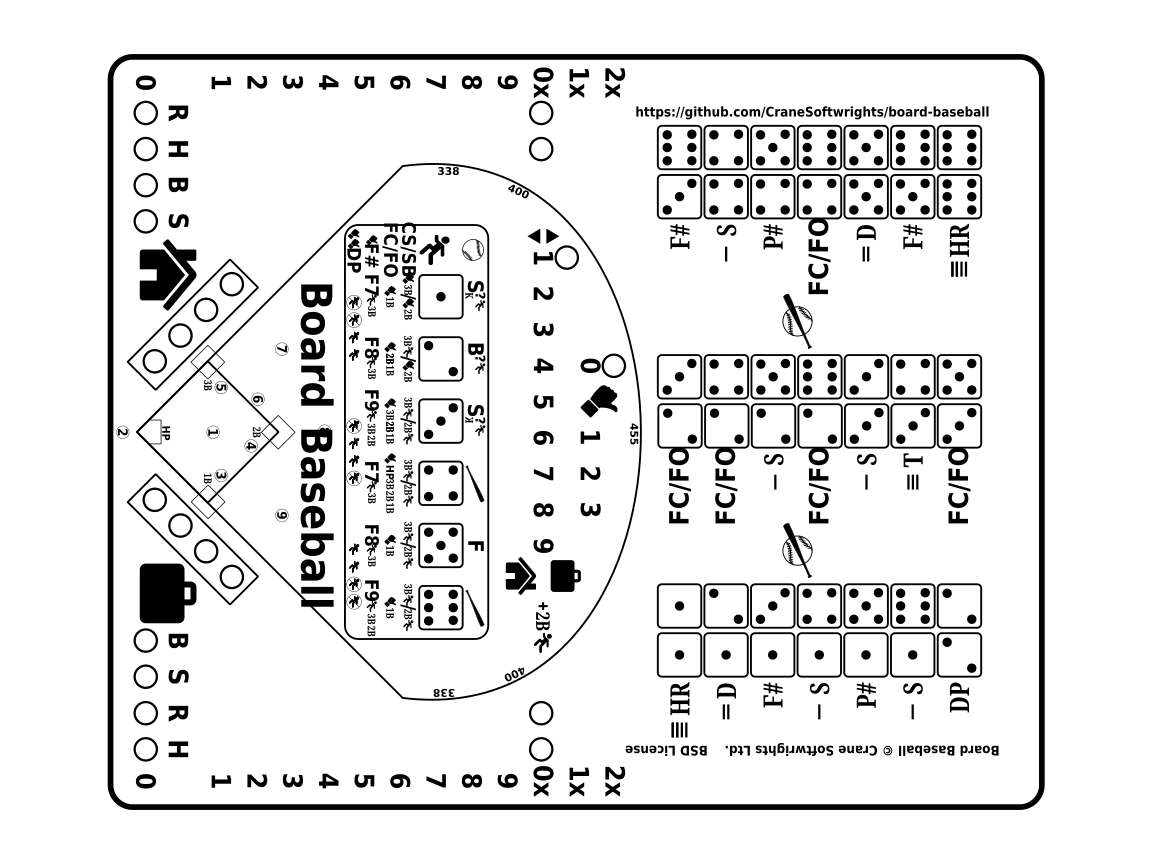 0 1 2 3 4 5 6 7 8 9 0x 1x 2x
R
H
B
S
https://github.com/CraneSoftwrights/board-baseball
F#
– S
P#
FC/FO
= D
F#
≡HR
338
400
455
400
338
Board Baseball
CS/SB
FC/FO
F#
DP
S??
K
B??
S??
K
F
F7
F8
F9
F7
F8
F9
3B/2B
1B
3B
3B/2B
2B1B
3B
3B/2B
3B2B1B
3B2B
3B/2B
HP3B2B1B
3B
3B/2B
1B
3B
3B/2B
1B
3B2B
1
2
3
4
5
6
7
8
9
+2B
0
1
2
3
HP
1B
2B
3B
①
②
③
④
⑤
⑥
⑦
⑨
FC/FO
FC/FO
– S
FC/FO
– S
≡ T
FC/FO
≡HR
= D
F#
– S
P#
– S
DP
B
S
R
H
0 1 2 3 4 5 6 7 8 9 0x 1x 2x
Board Baseball © Crane Softwrights Ltd. BSD License